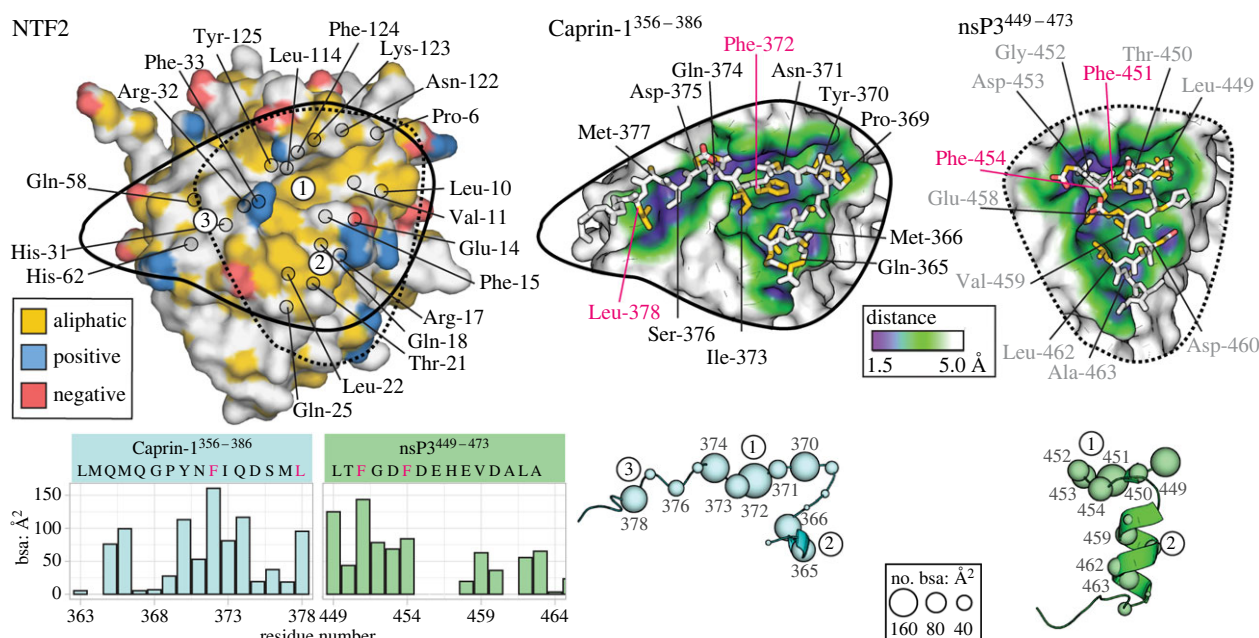 NTF2
Tyr-125
Phe-33
Arg-32
Phe-124
Leu-114
Lys-123
Asn-122
Pro-6
Gln-58
His-31
His-62
1
2
3
Leu-10
Val-11
Glu-14
Phe-15
Arg-17
Gln-18
Thr-21
Leu-22
Gln-25
aliphatic
positive
negative
Caprin-1356–386
Phe-372
Gln-374
Asn-371
Asp-375
Tyr-370
Met-377
Pro-369
Met-366
Gln-365
Leu-378
Ser-376
Ile-373
distance
1.5 5.0 Å
nsP3449–473
Gly-452
Thr-450
Asp-453
Phe-451
Leu-449
Phe-454
Glu-458
Val-459
Leu-462
Ala-463
Asp-460
Caprin-1356–386
LMQMQGPYNFIQDSML
nsP3449–473
LTFGDFDEHEVDALA
bsa: Å2
150
100
50
0
363 368 373 378 449 454 459 464
residue number
3
374
1
370
378
376
373
372
371
366
2
365
no. bsa: Å2
160 80 40
1
452
451
453
454
450
449
459
2
462
463